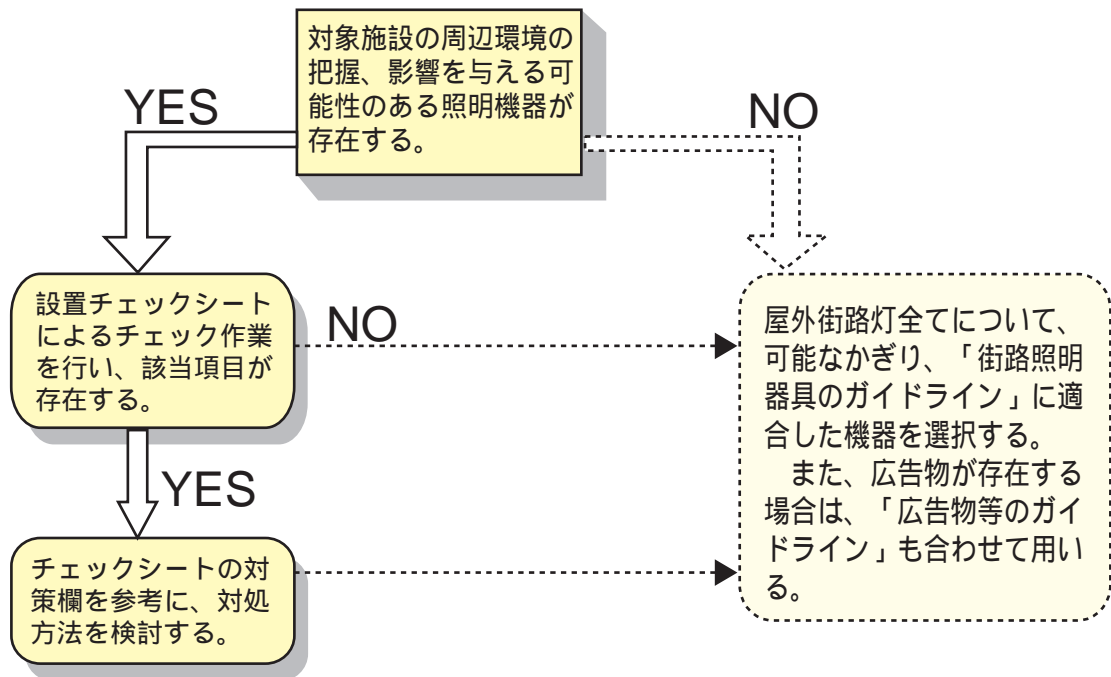 対象施設の周辺環境の
把握、影響を与える可
能性のある照明機器が
存在する。
YES
NO
設置チェックシート
によるチェック作業
を行い、該当項目が
存在する。
NO
屋外街路灯全てについて、
可能なかぎり、「街路照明
器具のガイドライン」に適
合した機器を選択する。
　また、広告物が存在する
場合は、「広告物等のガイ
ドライン」も合わせて用い
る。
YES
チェックシートの対
策欄を参考に、対処
方法を検討する。